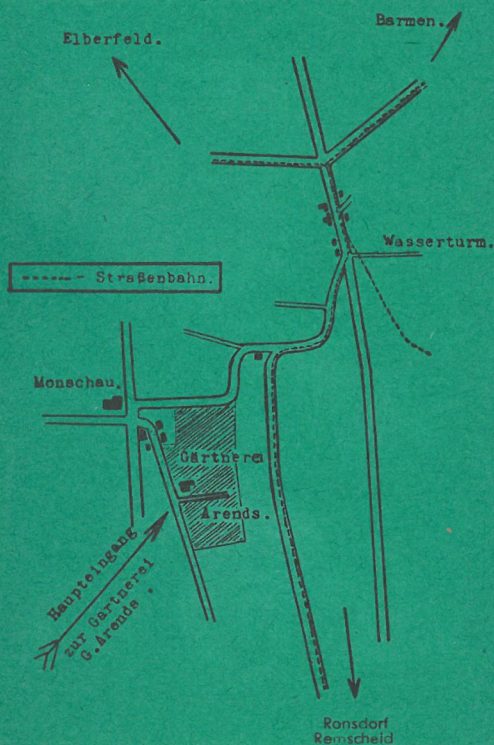 Barmen.
Elberfeld.
Wasserturm.
Straßenbahn.
Monschau.
Gärtnerei
Arends.
Haupteingang
zur Gärtnerei
G.Arends.
Ronsdorf
Remscheid